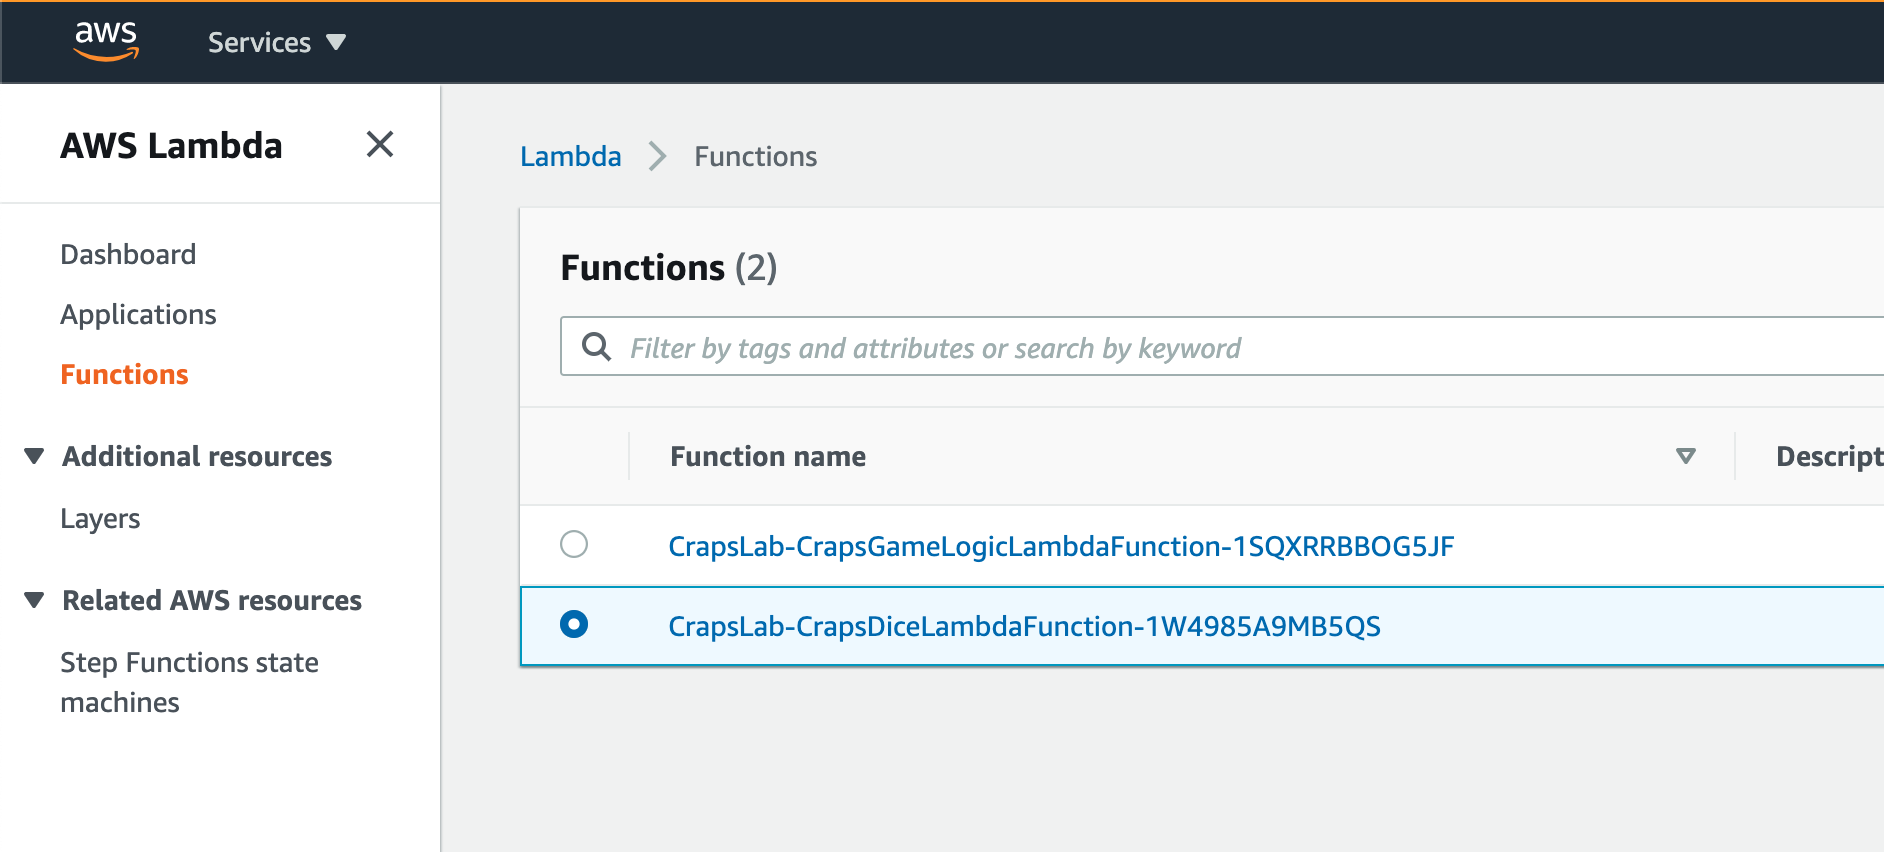 aws
Services
AWS Lambda
Dashboard
Applications
Functions
Additional resources
Layers
Related AWS resources
Step Functions state
machines
Lambda > Functions
Functions (2)
Filter by tags and attributes or search by keyword
Function name
Descript
CrapsLab-CrapsGameLogicLambdaFunction-1SQXRRBBOG5JF
CrapsLab-CrapsDiceLambdaFunction-1W4985A9MB5QS